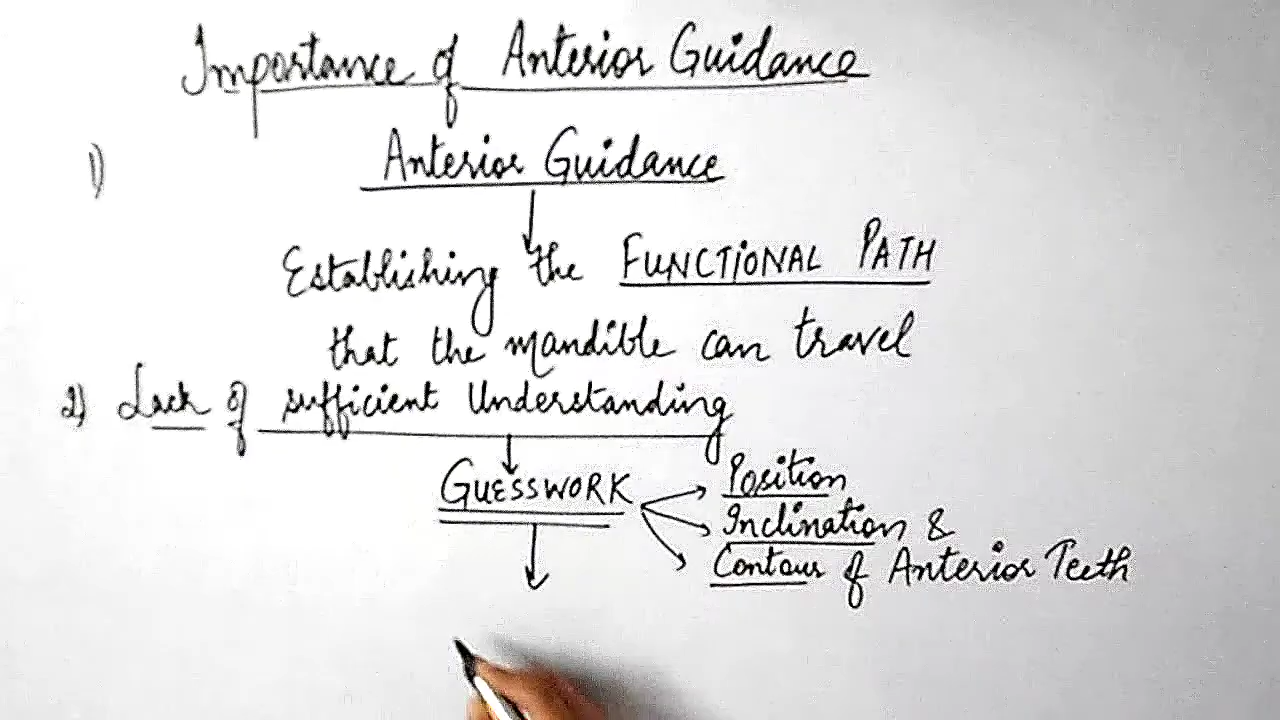 Importance of Anterior Guidance
1) Anterior Guidance
Establishing the FUNCTIONAL PATH
that the mandible can travel
2) Lack of sufficient Understanding
GUESSWORK
Position
Inclination &
Contour of Anterior Teeth